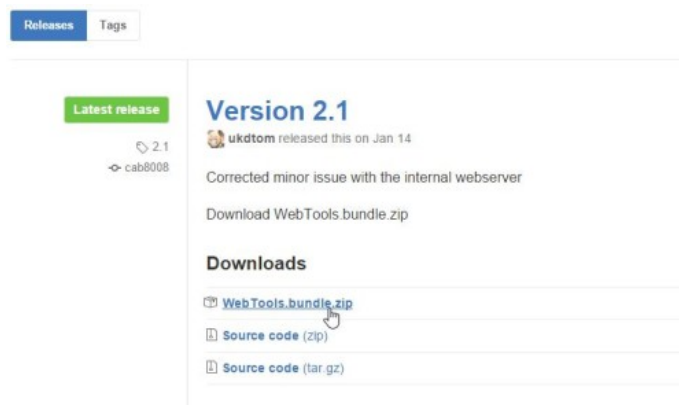 Releases Tags
Latest release
2.1
cab8008
Version 2.1
ukdtom released this on Jan 14
Corrected minor issue with the internal webserver
Download WebTools.bundle.zip
Downloads
WebTools.bundle.zip
Source code (zip)
Source code (tar.gz)